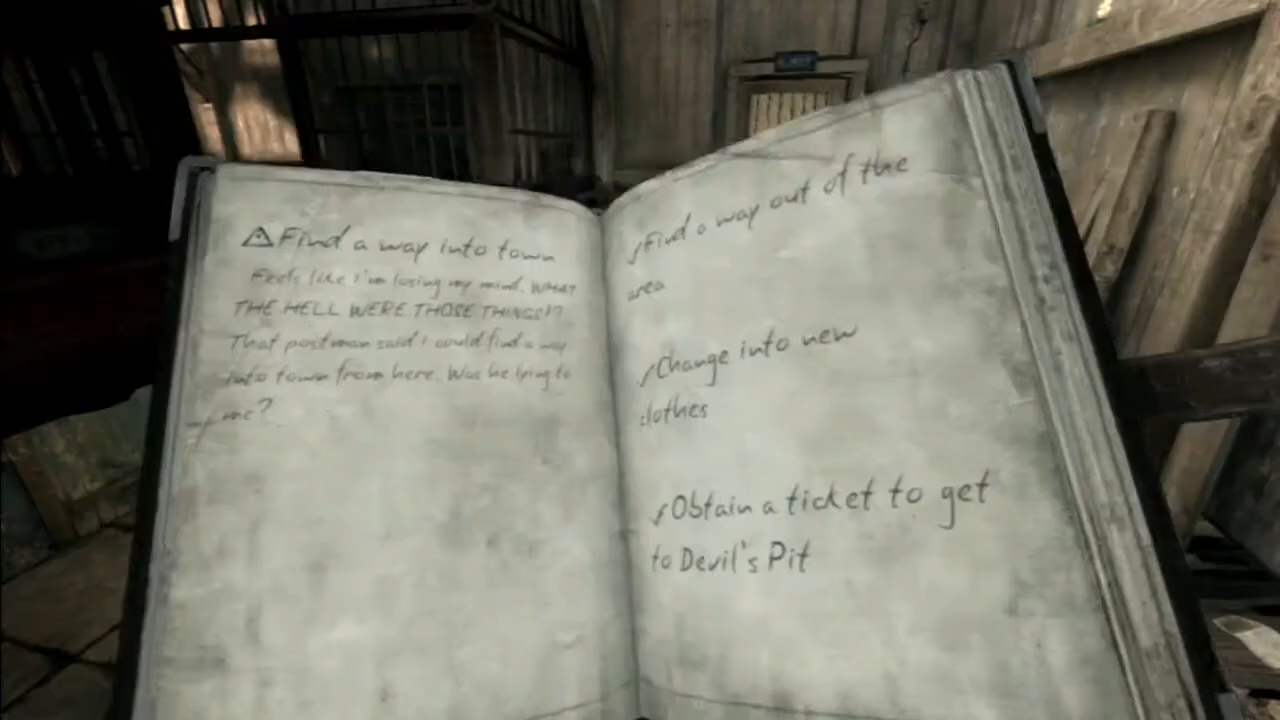 Find a way into town
Feels like I'm losing my mind. WHAT
THE HELL WERE THOSE THINGS!?
That postman said I could find a way
into town from here. Was he lying to
me?
Find a way out of the
area
Change into new
clothes
Obtain a ticket to get
to Devil's Pit